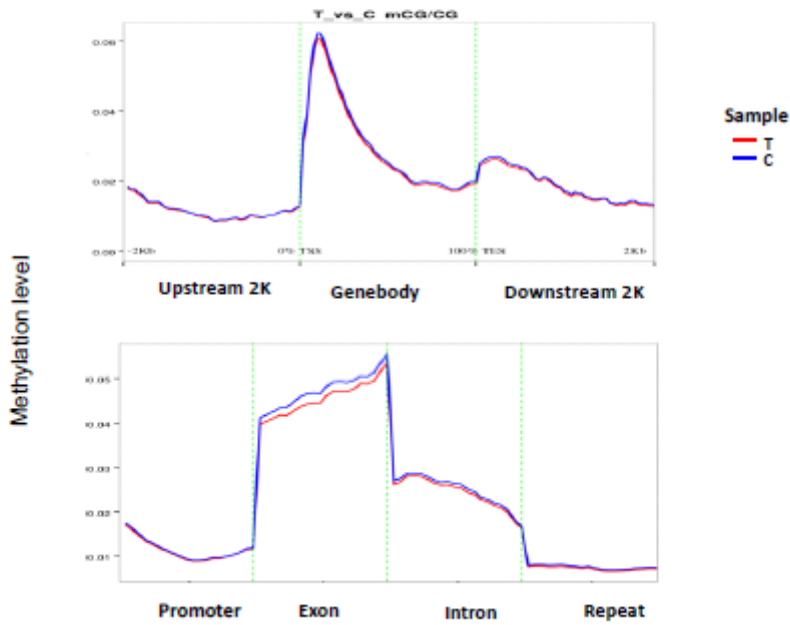 T_vs_C mCG/CG
0.06
0.04
0.02
0.00
-2Kb 0% TSS 100% TES 2Kb
Upstream 2K Genebody Downstream 2K
Sample
T
C
Methylation level
0.05
0.04
0.03
0.02
0.01
Promoter Exon Intron Repeat